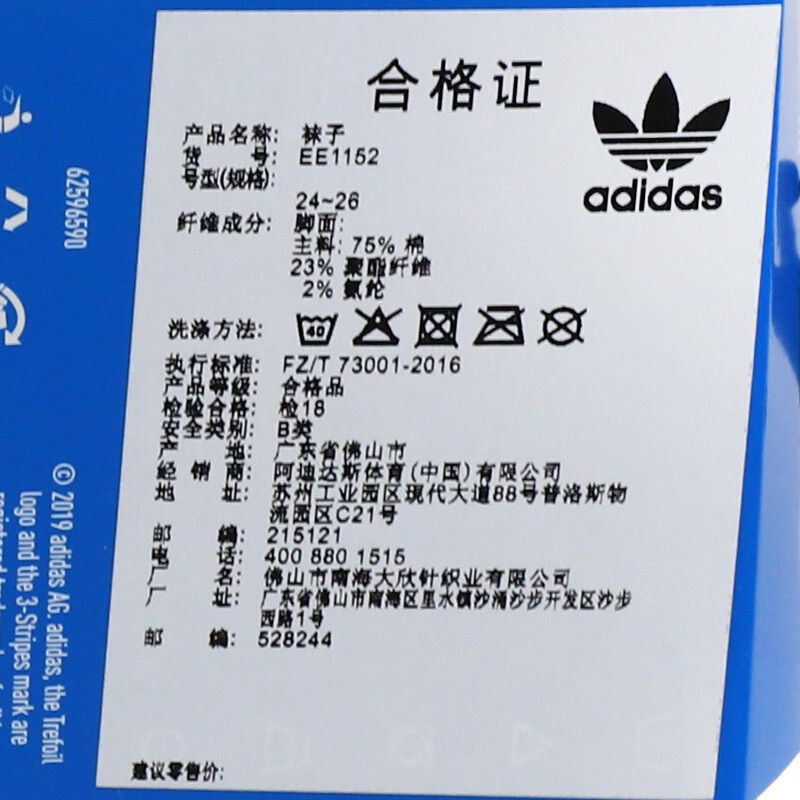 合格证
adidas
产品名称: 袜子
货 号: EE1152
号型(规格):
24~26
纤维成分: 脚面:
主料: 75% 棉
23% 聚酯纤维
2% 氨纶
洗涤方法: 40
执行标准: FZ/T 73001-2016
产品等级: 合格品
检验合格: 检18
安全类别: B类
产 地: 广东省佛山市
经 销 商: 阿迪达斯体育(中国)有限公司
地 址: 苏州工业园区现代大道88号普洛斯物
流园区C21号
邮 编: 215121
电 话: 400 880 1515
厂 名: 佛山市南海大欣针织业有限公司
厂 址: 广东省佛山市南海区里水镇沙涌沙步开发区沙步
西路1号
邮 编: 528244
建议零售价:
62596590
© 2019 adidas AG. adidas, the Trefoil
logo and the 3-Stripes mark are